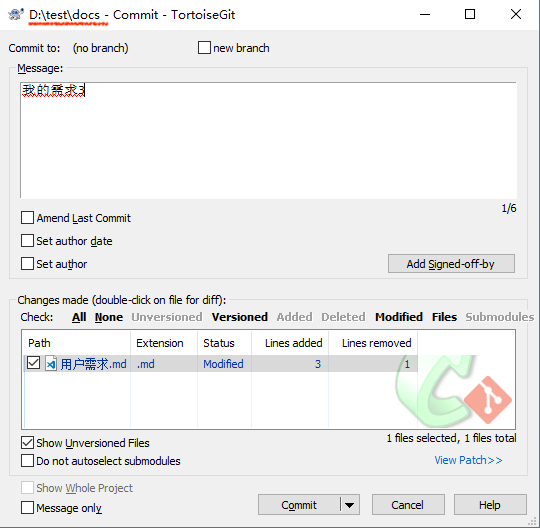 D:\test\docs - Commit - TortoiseGit
Commit to: (no branch) new branch
Message:
我的需求3
1/6
Amend Last Commit
Set author date
Set author
Add Signed-off-by
Changes made (double-click on file for diff):
Check: All None Unversioned Versioned Added Deleted Modified Files Submodules
Path Extension Status Lines added Lines removed
用户需求.md .md Modified 3 1
Show Unversioned Files
1 files selected, 1 files total
Do not autoselect submodules
View Patch>>
Show Whole Project
Message only
Commit Cancel Help